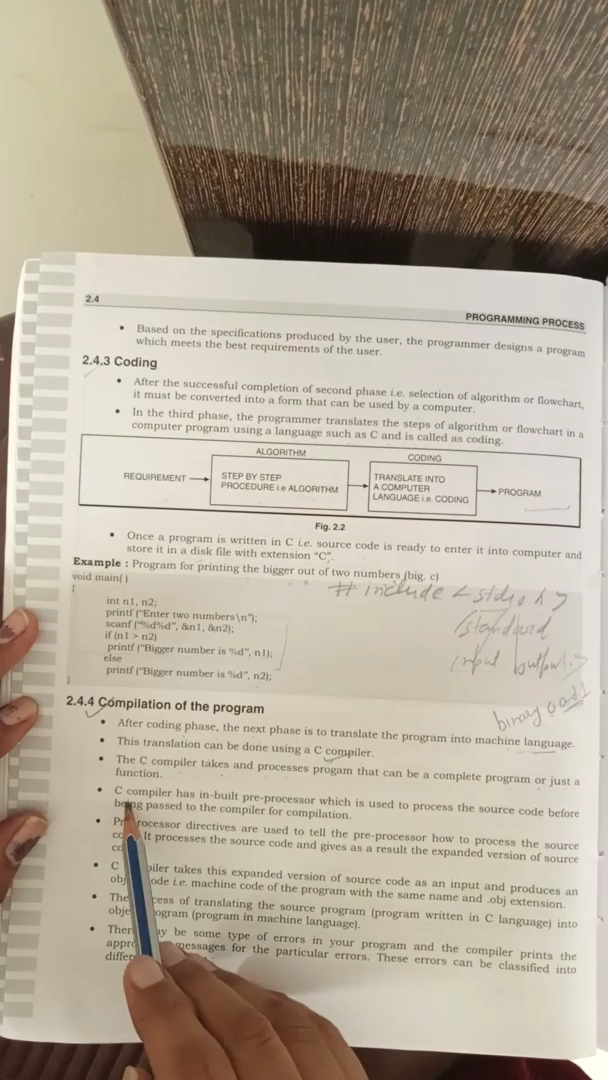 2.4
PROGRAMMING PROCESS
• Based on the specifications produced by the user, the programmer designs a program
which meets the best requirements of the user.
2.4.3 Coding
• After the successful completion of second phase i.e. selection of algorithm or flowchart,
it must be converted into a form that can be used by a computer.
• In the third phase, the programmer translates the steps of algorithm or flowchart in a
computer program using a language such as C and is called as coding.
ALGORITHM
CODING
REQUIREMENT
STEP BY STEP
PROCEDURE i.e ALGORITHM
TRANSLATE INTO
A COMPUTER
LANGUAGE i.e. CODING
PROGRAM
Fig. 2.2
• Once a program is written in C i.e. source code is ready to enter it into computer and
store it in a disk file with extension "C".
Example : Program for printing the bigger out of two numbers (big. c)
void main( )
{
# include < stdio.h >
int n1, n2;
printf ("Enter two numbers\n");
scanf ("%d%d", &n1, &n2);
if (n1 > n2)
printf ("Bigger number is %d", n1);
else
printf ("Bigger number is %d", n2);
}
standard
input output
binary
2.4.4 Compilation of the program
• After coding phase, the next phase is to translate the program into machine language.
• This translation can be done using a C compiler.
• The C compiler takes and processes progam that can be a complete program or just a
function.
• C compiler has in-built pre-processor which is used to process the source code before
being passed to the compiler for compilation.
rocessor directives are used to tell the pre-processor how to process the source
It processes the source code and gives as a result the expanded version of source
• C piler takes this expanded version of source code as an input and produces an
obj ode i.e. machine code of the program with the same name and .obj extension.
• The cess of translating the source program (program written in C language) into
obje ogram (program in machine language).
• Ther ay be some type of errors in your program and the compiler prints the
appr messages for the particular errors. These errors can be classified into
differ